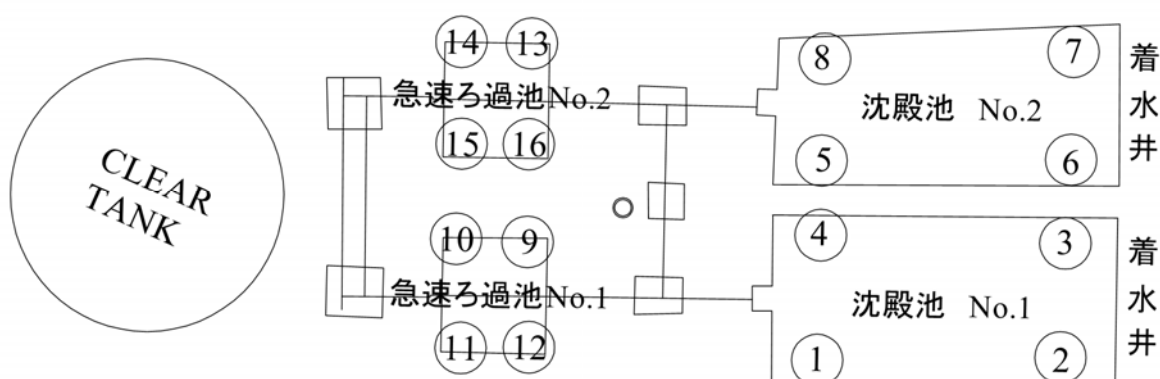 14 13
急速ろ過池No.2
15 16
10 9
急速ろ過池No.1
11 12
CLEAR
TANK
8 7
沈殿池 No.2
5 6
着水井
4 3
沈殿池 No.1
1 2
着水井